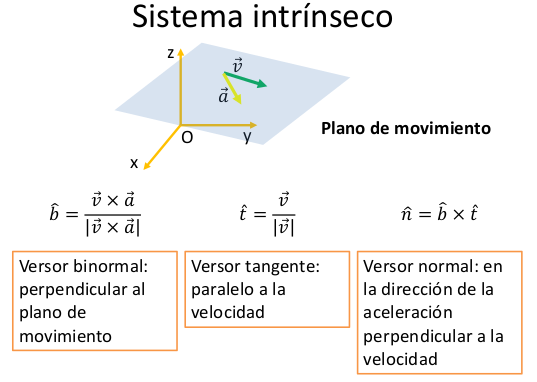 Sistema intrínseco
z
v⃗
a⃗
Plano de movimiento
O
y
x
b̂ = v⃗ × a⃗ / |v⃗ × a⃗|
t̂ = v⃗ / |v⃗|
n̂ = b̂ × t̂
Versor binormal:
perpendicular al
plano de
movimiento
Versor tangente:
paralelo a la
velocidad
Versor normal: en
la dirección de la
aceleración
perpendicular a la
velocidad